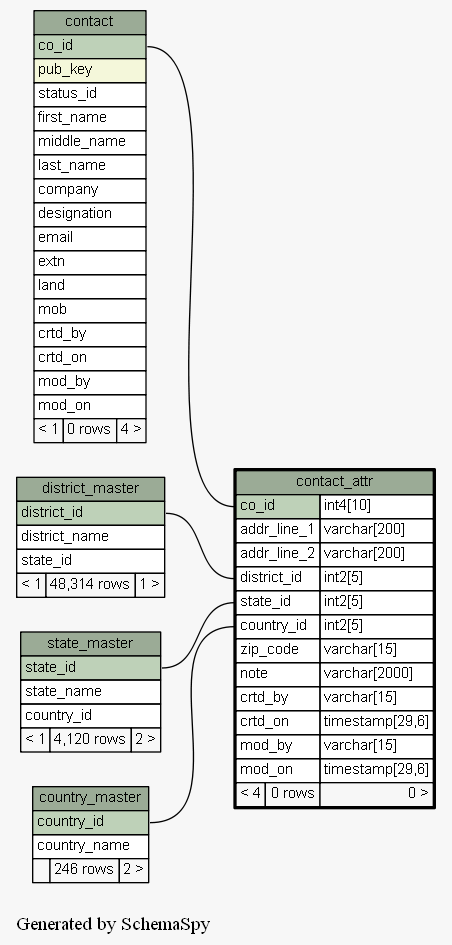 contact
co_id
pub_key
status_id
first_name
middle_name
last_name
company
designation
email
extn
land
mob
crtd_by
crtd_on
mod_by
mod_on
< 1 0 rows 4 >
district_master
district_id
district_name
state_id
< 1 48,314 rows 1 >
state_master
state_id
state_name
country_id
< 1 4,120 rows 2 >
country_master
country_id
country_name
246 rows 2 >
contact_attr
co_id int4[10]
addr_line_1 varchar[200]
addr_line_2 varchar[200]
district_id int2[5]
state_id int2[5]
country_id int2[5]
zip_code varchar[15]
note varchar[2000]
crtd_by varchar[15]
crtd_on timestamp[29,6]
mod_by varchar[15]
mod_on timestamp[29,6]
< 4 0 rows 0 >
Generated by SchemaSpy